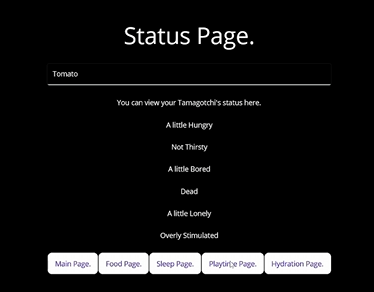 Status Page.
Tomato
You can view your Tamagotchi's status here.
A little Hungry
Not Thirsty
A little Bored
Dead
A little Lonely
Overly Stimulated
Main Page. Food Page. Sleep Page. Playtime Page. Hydration Page.